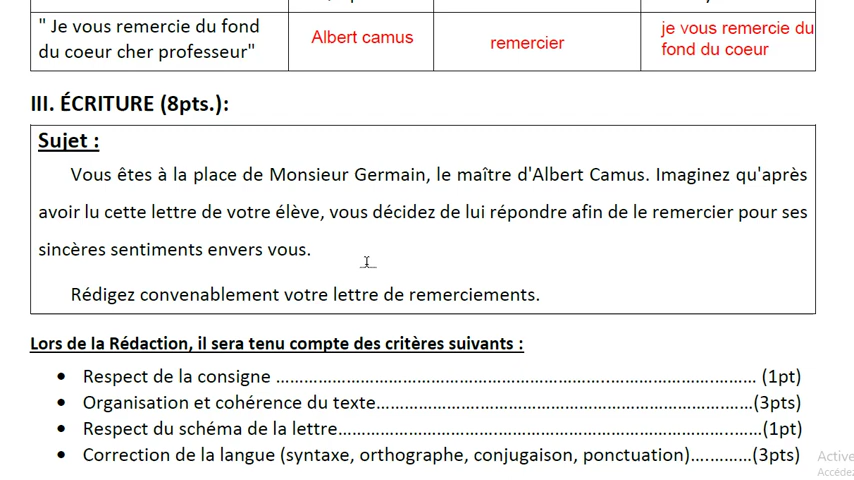 " Je vous remercie du fond
du coeur cher professeur"
Albert camus
remercier
je vous remercie du
fond du coeur
III. ÉCRITURE (8pts.):
Sujet :
Vous êtes à la place de Monsieur Germain, le maître d'Albert Camus. Imaginez qu'après
avoir lu cette lettre de votre élève, vous décidez de lui répondre afin de le remercier pour ses
sincères sentiments envers vous.
Rédigez convenablement votre lettre de remerciements.
Lors de la Rédaction, il sera tenu compte des critères suivants :
• Respect de la consigne ………………………………………………………………… (1pt)
• Organisation et cohérence du texte……………………………………………………(3pts)
• Respect du schéma de la lettre…………………………………………………………(1pt)
• Correction de la langue (syntaxe, orthographe, conjugaison, ponctuation)…..………(3pts)
Active
Accédez